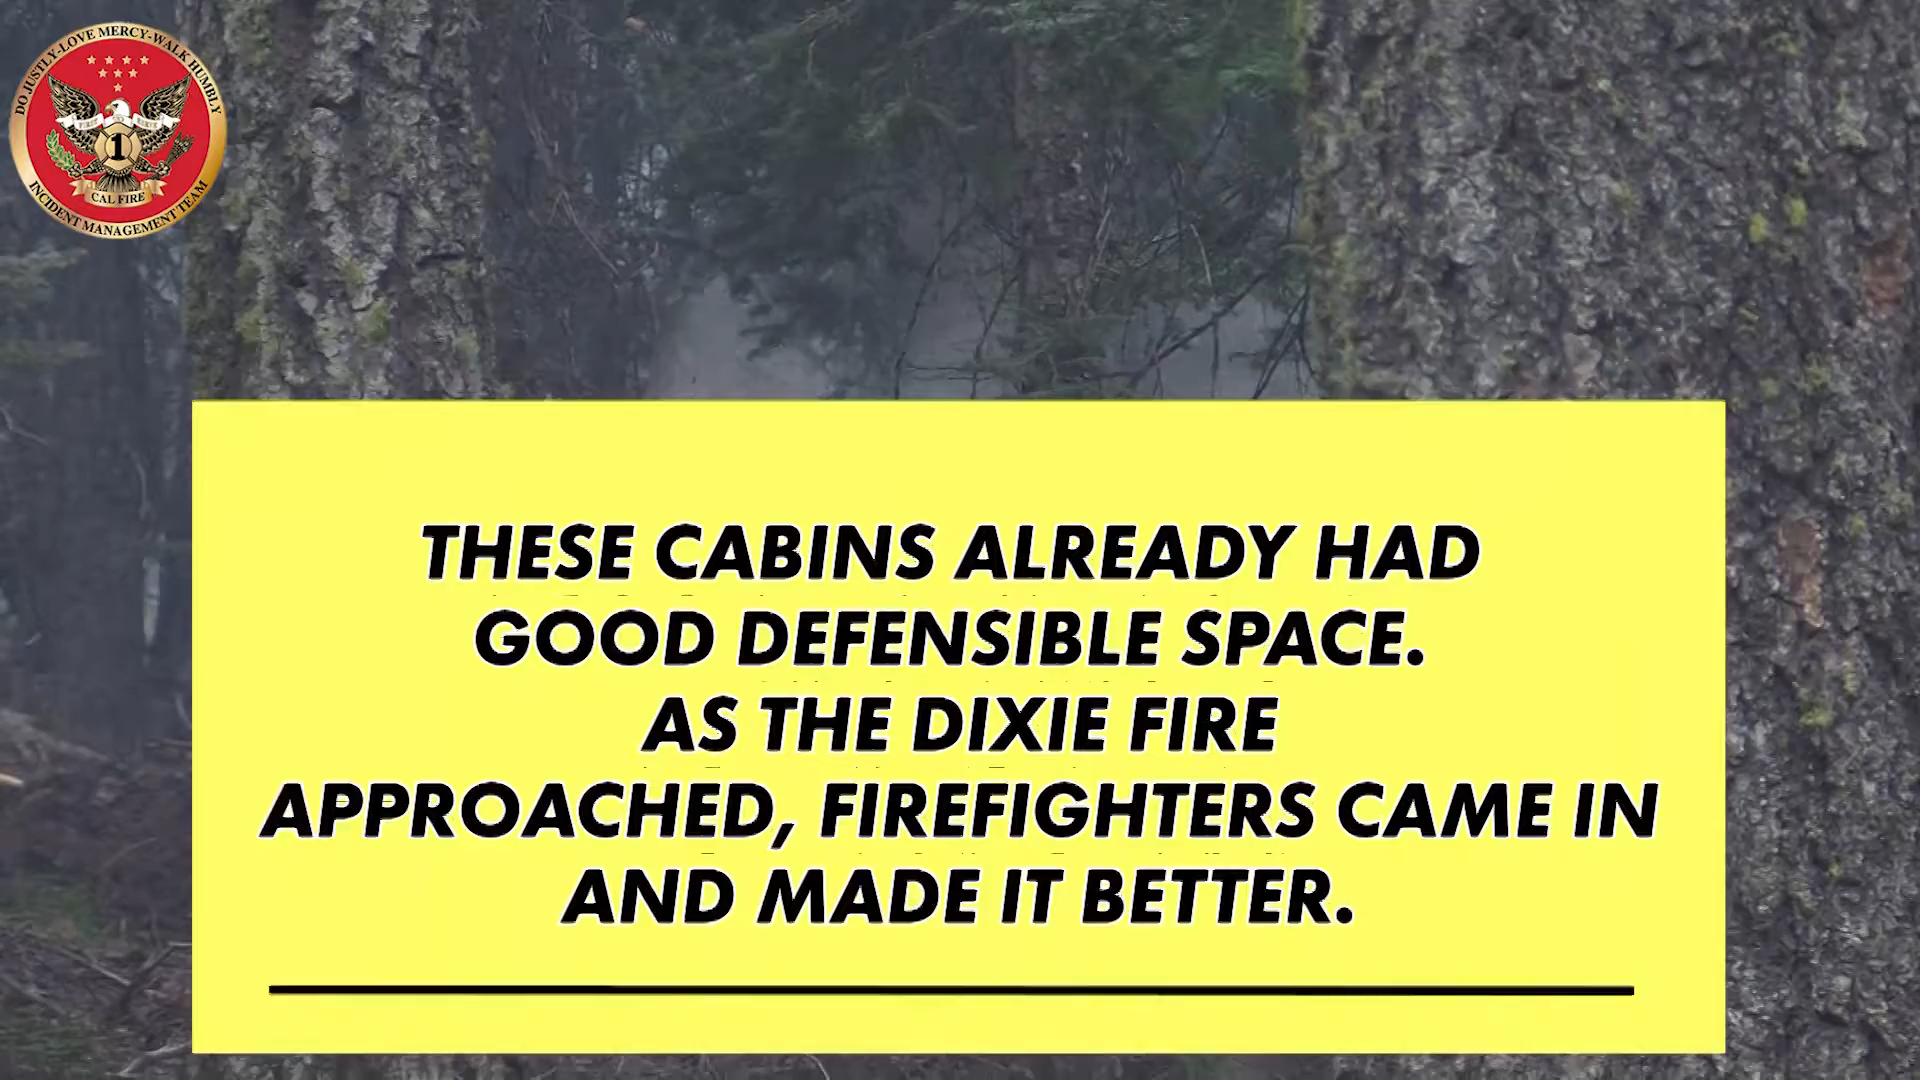 DO JUSTLY-LOVE MERCY-WALK HUMBLY
1
CAL FIRE
INCIDENT MANAGEMENT TEAM
THESE CABINS ALREADY HAD
GOOD DEFENSIBLE SPACE.
AS THE DIXIE FIRE
APPROACHED, FIREFIGHTERS CAME IN
AND MADE IT BETTER.